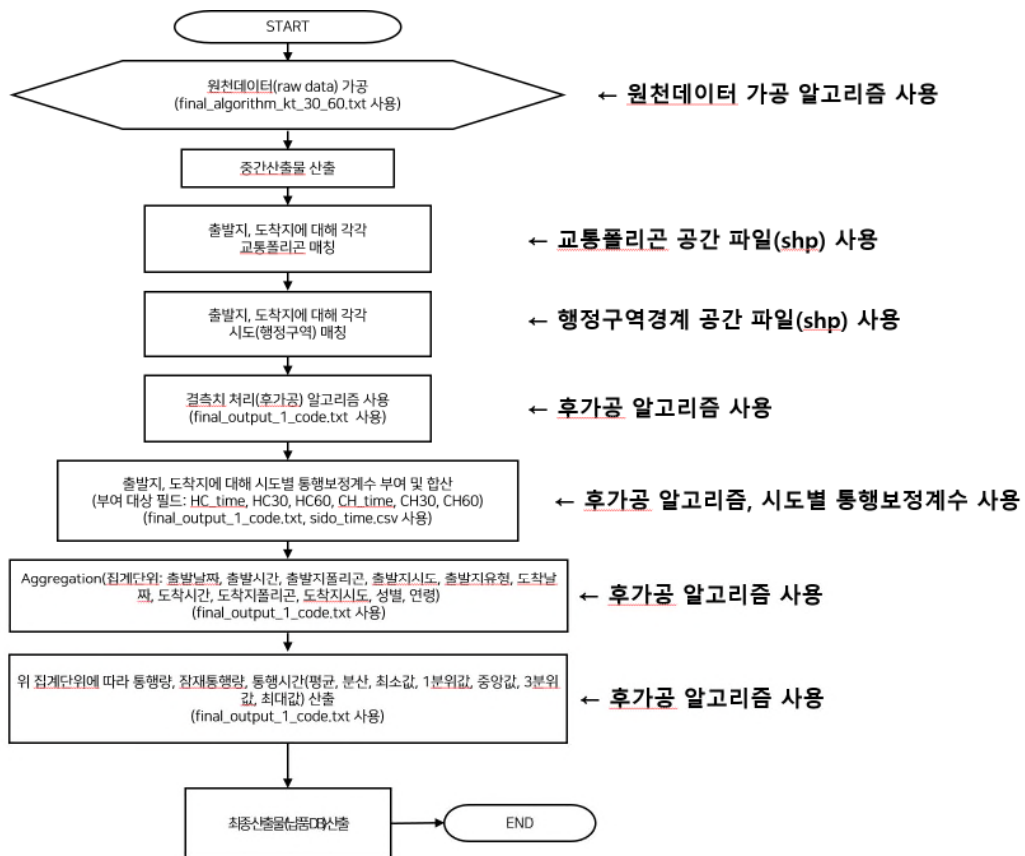 START
원천데이터(raw data) 가공
(final_algorithm_kt_30_60.txt 사용)
← 원천데이터 가공 알고리즘 사용
중간산출물 산출
출발지, 도착지에 대해 각각
교통폴리곤 매칭
← 교통폴리곤 공간 파일(shp) 사용
출발지, 도착지에 대해 각각
시도(행정구역) 매칭
← 행정구역경계 공간 파일(shp) 사용
결측치 처리(후가공) 알고리즘 사용
(final_output_1_code.txt 사용)
← 후가공 알고리즘 사용
출발지, 도착지에 대해 시도별 통행보정계수 부여 및 합산
(부여 대상 필드: HC_time, HC30, HC60, CH_time, CH30, CH60)
(final_output_1_code.txt, sido_time.csv 사용)
← 후가공 알고리즘, 시도별 통행보정계수 사용
Aggregation(집계단위: 출발날짜, 출발시간, 출발지폴리곤, 출발지시도, 출발지유형, 도착날
짜, 도착시간, 도착지폴리곤, 도착지시도, 성별, 연령)
(final_output_1_code.txt 사용)
← 후가공 알고리즘 사용
위 집계단위에 따라 통행량, 잠재통행량, 통행시간(평균, 분산, 최소값, 1분위값, 중앙값, 3분위
값, 최대값) 산출
(final_output_1_code.txt 사용)
← 후가공 알고리즘 사용
최종산출물(납품DB)산출
END